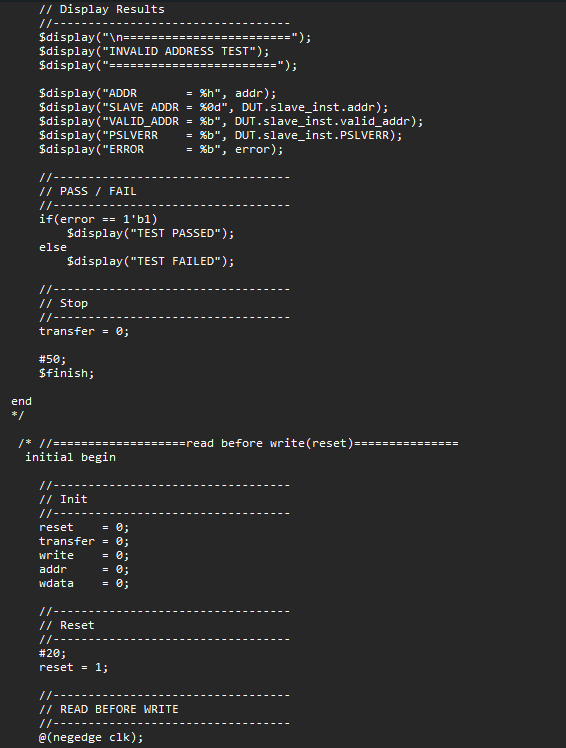 // Display Results
//----------------------------------
$display("\n========================");
$display("INVALID ADDRESS TEST");
$display("========================");
$display("ADDR       = %h", addr);
$display("SLAVE ADDR = %0d", DUT.slave_inst.addr);
$display("VALID_ADDR = %b", DUT.slave_inst.valid_addr);
$display("PSLVERR    = %b", DUT.slave_inst.PSLVERR);
$display("ERROR      = %b", error);
//----------------------------------
// PASS / FAIL
//----------------------------------
if(error == 1'b1)
$display("TEST PASSED");
else
$display("TEST FAILED");
//----------------------------------
// Stop
//----------------------------------
transfer = 0;
#50;
$finish;
end
*/
/* //===================read before write(reset)===============
initial begin
//----------------------------------
// Init
//----------------------------------
reset    = 0;
transfer = 0;
write    = 0;
addr     = 0;
wdata    = 0;
//----------------------------------
// Reset
//----------------------------------
#20;
reset = 1;
//----------------------------------
// READ BEFORE WRITE
//----------------------------------
@(negedge clk);